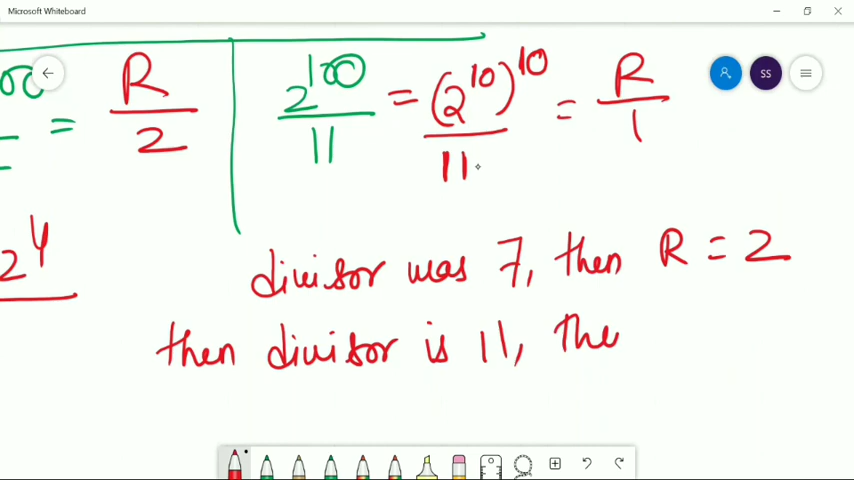 Microsoft Whiteboard
SS
R
2
2^100
11
=
(2^10)^10
11
=
R
1
2^4
divisor was 7, then R = 2
then divisor is 11, the